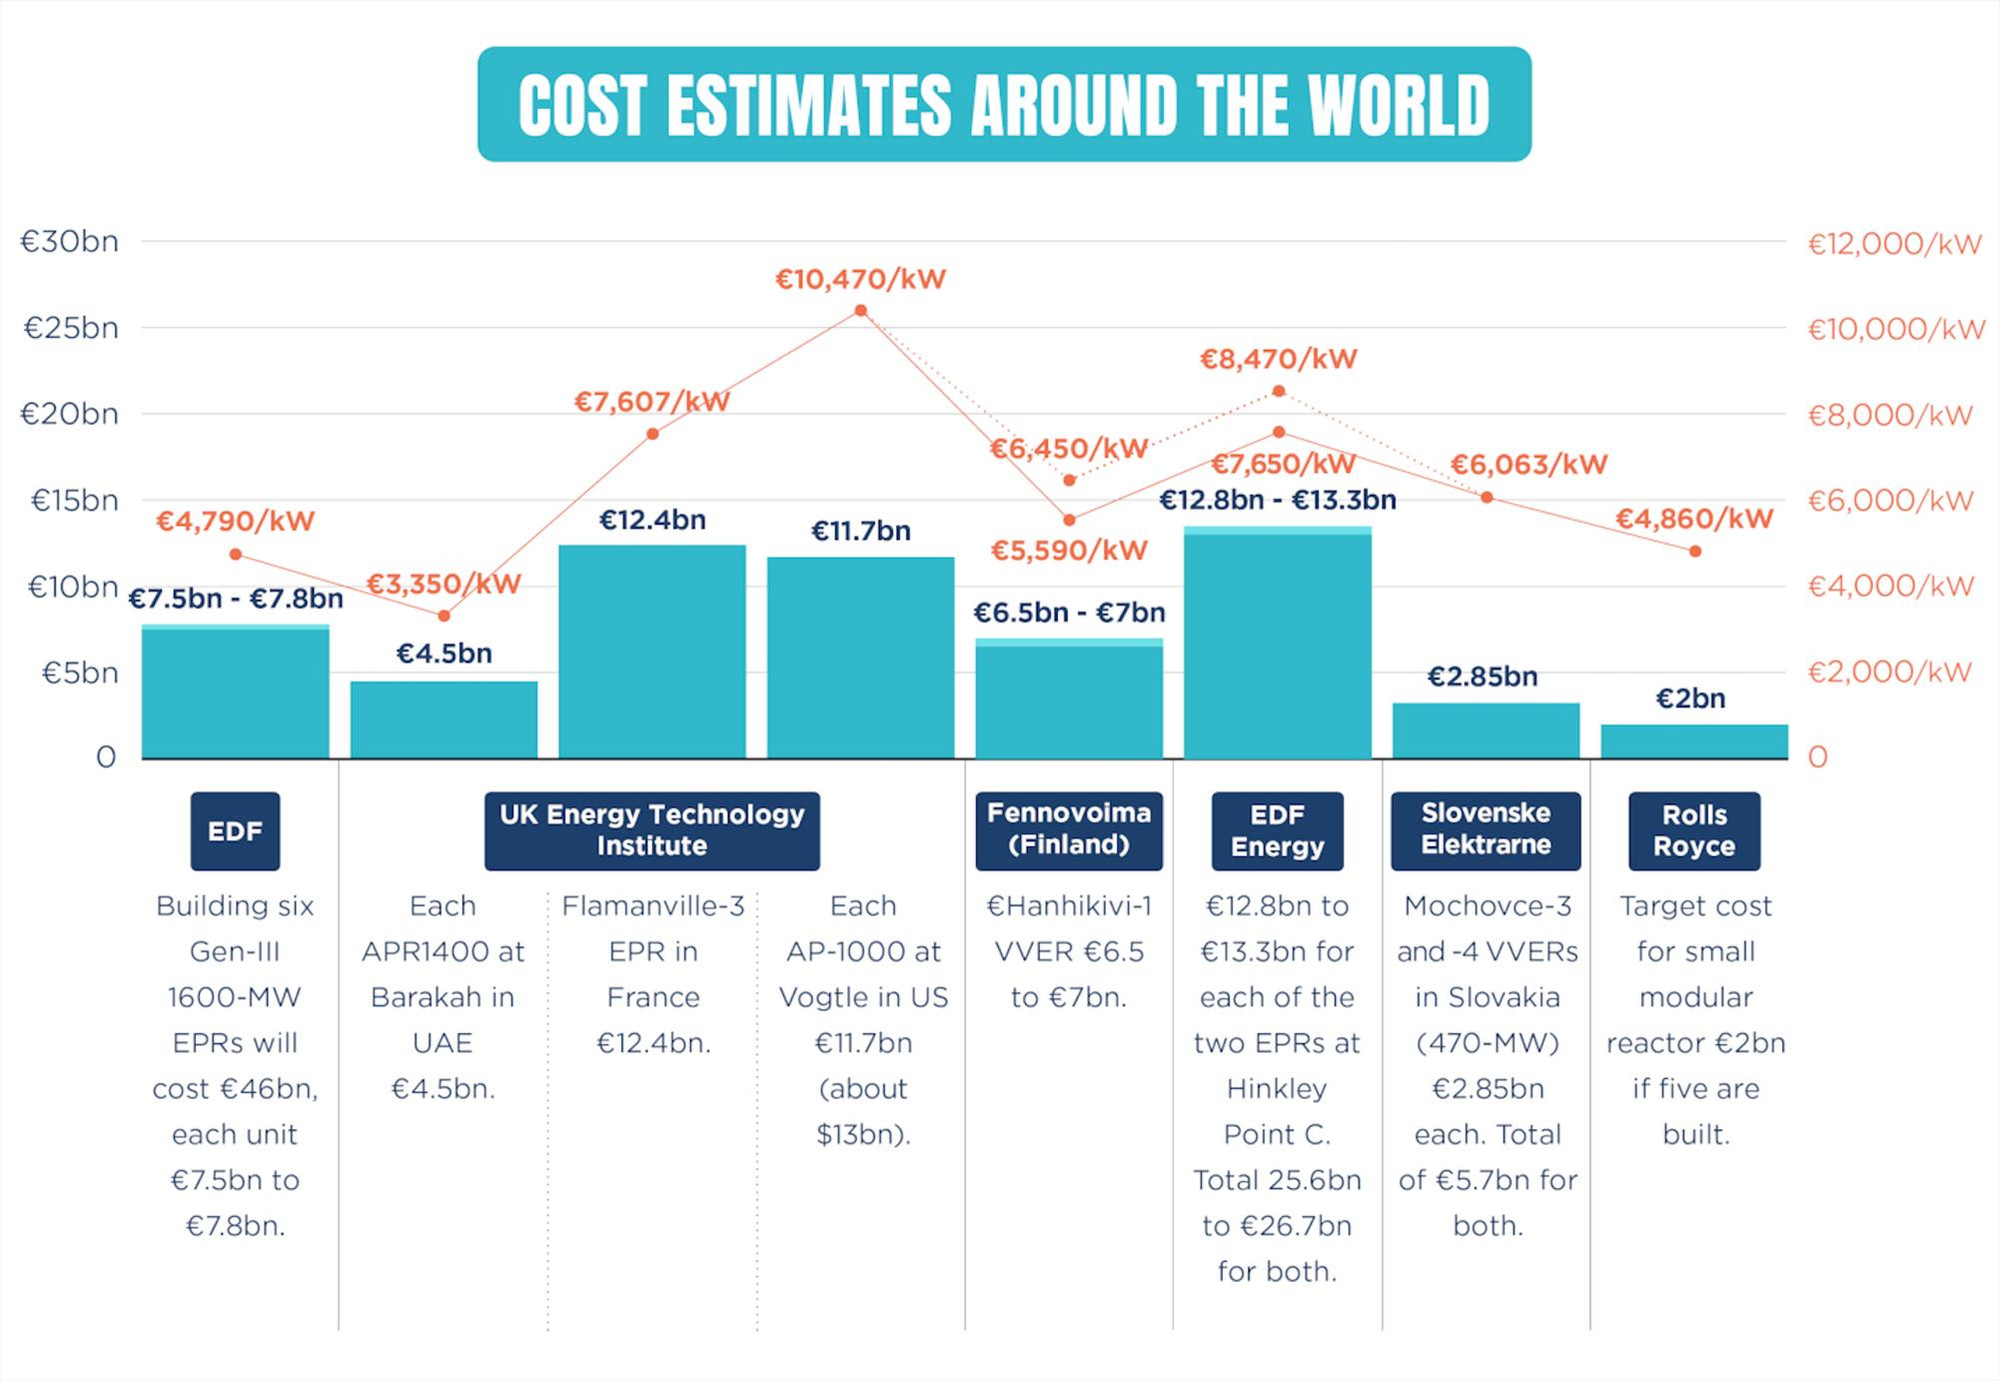 COST ESTIMATES AROUND THE WORLD
€30bn
€25bn
€20bn
€15bn
€10bn
€5bn
0
€12,000/kW
€10,000/kW
€8,000/kW
€6,000/kW
€4,000/kW
€2,000/kW
0
€4,790/kW
€3,350/kW
€7,607/kW
€10,470/kW
€6,450/kW
€5,590/kW
€8,470/kW
€7,650/kW
€6,063/kW
€4,860/kW
€7.5bn - €7.8bn
€4.5bn
€12.4bn
€11.7bn
€6.5bn - €7bn
€12.8bn - €13.3bn
€2.85bn
€2bn
EDF
Building six
Gen-III
1600-MW
EPRs will
cost €46bn,
each unit
€7.5bn to
€7.8bn.
UK Energy Technology
Institute
Each
APR1400 at
Barakah in
UAE
€4.5bn.
Flamanville-3
EPR in
France
€12.4bn.
Each
AP-1000 at
Vogtle in US
€11.7bn
(about
$13bn).
Fennovoima
(Finland)
€Hanhikivi-1
VVER €6.5
to €7bn.
EDF
Energy
€12.8bn to
€13.3bn for
each of the
two EPRs at
Hinkley
Point C.
Total 25.6bn
to €26.7bn
for both.
Slovenske
Elektrarne
Mochovce-3
and -4 VVERs
in Slovakia
(470-MW)
€2.85bn
each. Total
of €5.7bn for
both.
Rolls
Royce
Target cost
for small
modular
reactor €2bn
if five are
built.